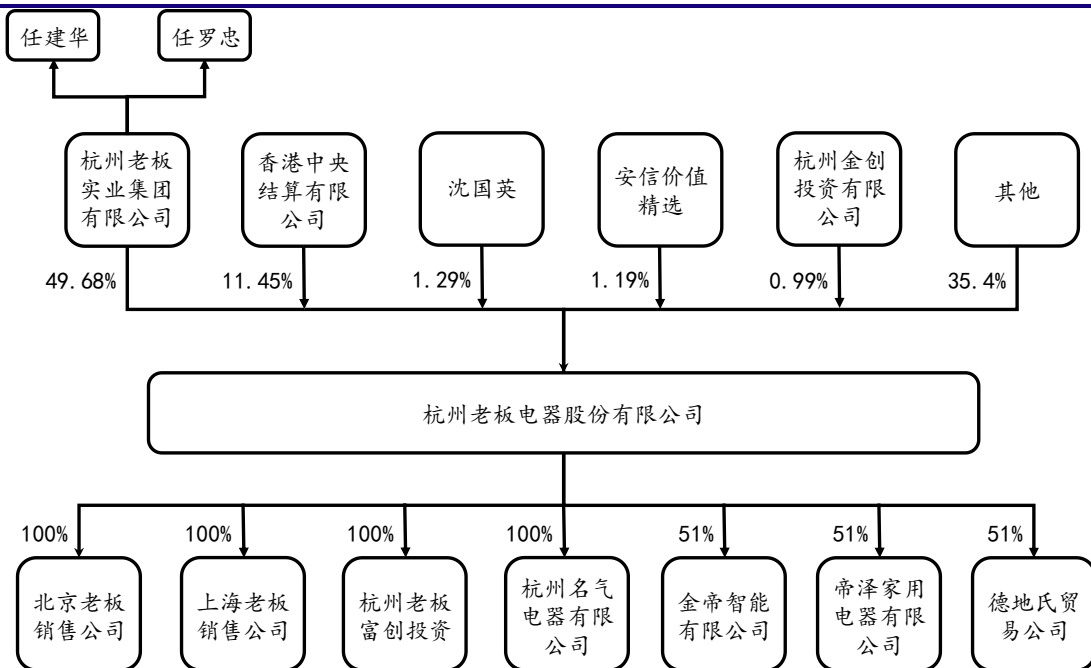 任建华
任罗忠
杭州老板
实业集团
有限公司
香港中央
结算有限
公司
沈国英
安信价值
精选
杭州金创
投资有限
公司
其他
49.68%
11.45%
1.29%
1.19%
0.99%
35.4%
杭州老板电器股份有限公司
100%
100%
100%
100%
51%
51%
51%
北京老板
销售公司
上海老板
销售公司
杭州老板
富创投资
杭州名气
电器有限
公司
金帝智能
有限公司
帝泽家用
电器有限
公司
德地氏贸
易公司